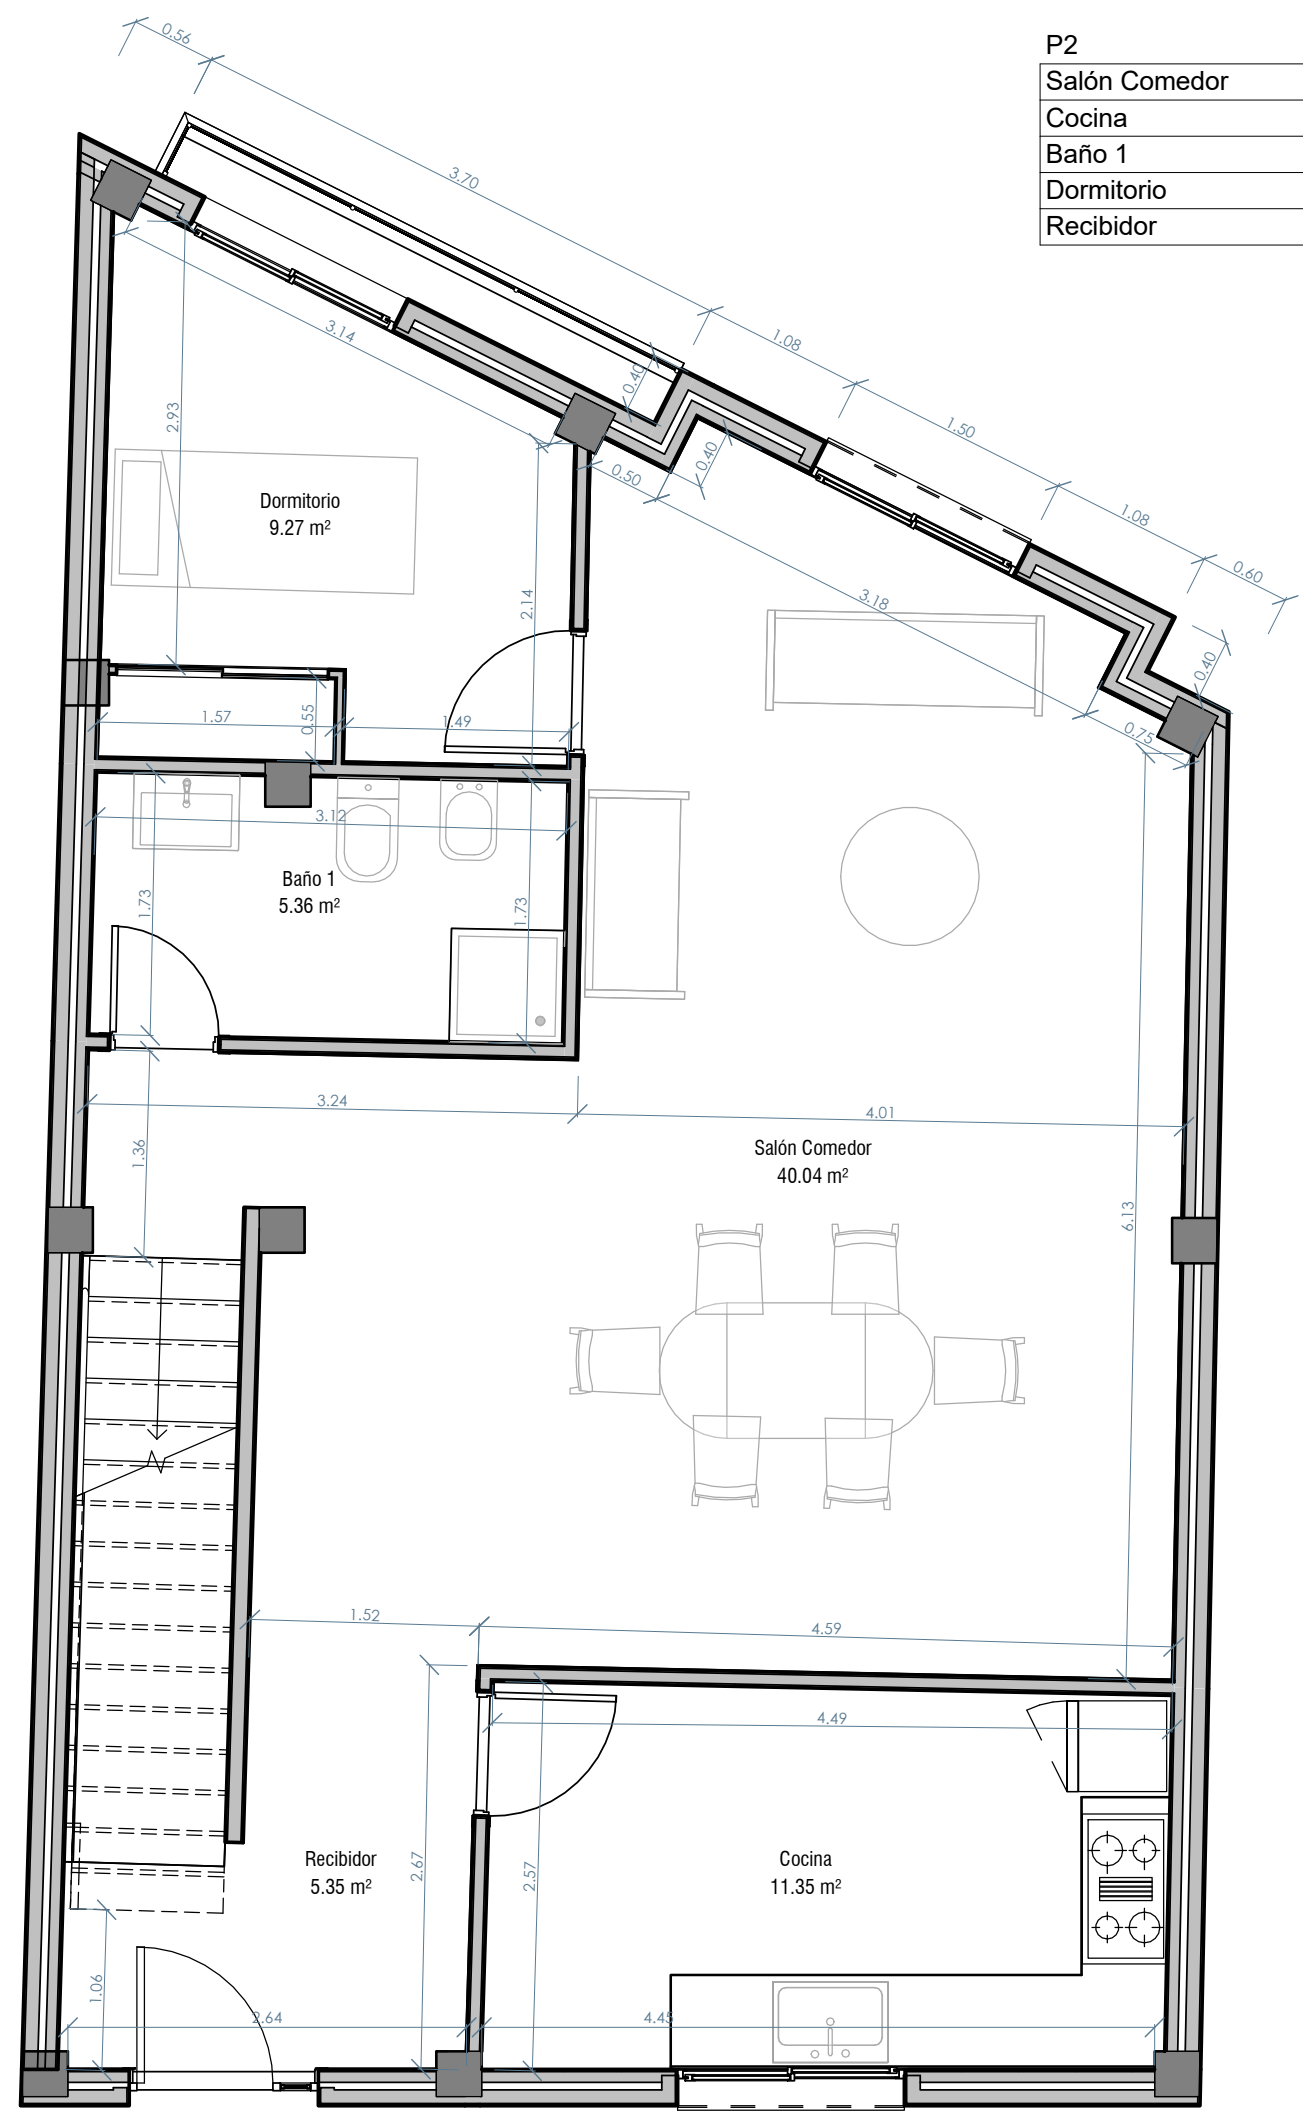 P2
Salón Comedor
Cocina
Baño 1
Dormitorio
Recibidor
0.56
3.70
1.08
1.50
1.08
0.60
0.40
3.14
0.40
0.50
2.93
3.18
0.40
0.75
Dormitorio
9.27 m²
2.14
1.57
0.55
1.49
3.12
Baño 1
5.36 m²
1.73
1.73
3.24
4.01
1.36
Salón Comedor
40.04 m²
6.13
1.52
4.59
4.49
Recibidor
5.35 m²
2.67
2.57
Cocina
11.35 m²
1.06
2.64
4.45